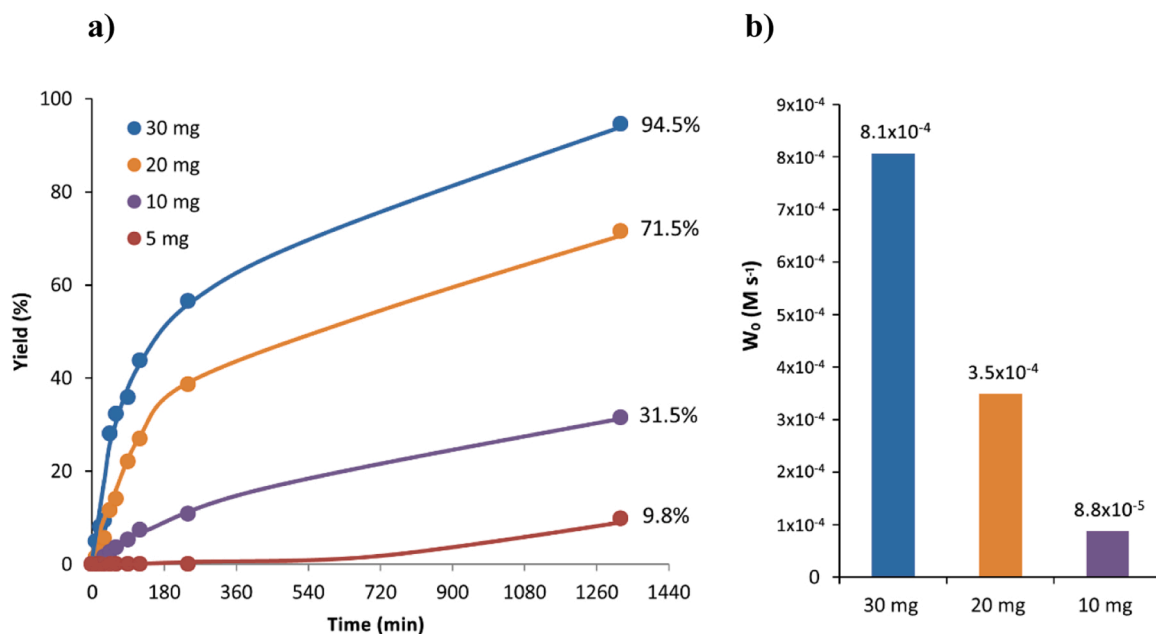 a)
Yield (%)
100
80
60
40
20
0
30 mg
20 mg
10 mg
5 mg
94.5%
71.5%
31.5%
9.8%
0 180 360 540 720 900 1080 1260 1440
Time (min)
b)
W₀ (M s⁻¹)
9x10⁻⁴
8x10⁻⁴
7x10⁻⁴
6x10⁻⁴
5x10⁻⁴
4x10⁻⁴
3x10⁻⁴
2x10⁻⁴
1x10⁻⁴
0
8.1x10⁻⁴
3.5x10⁻⁴
8.8x10⁻⁵
30 mg 20 mg 10 mg